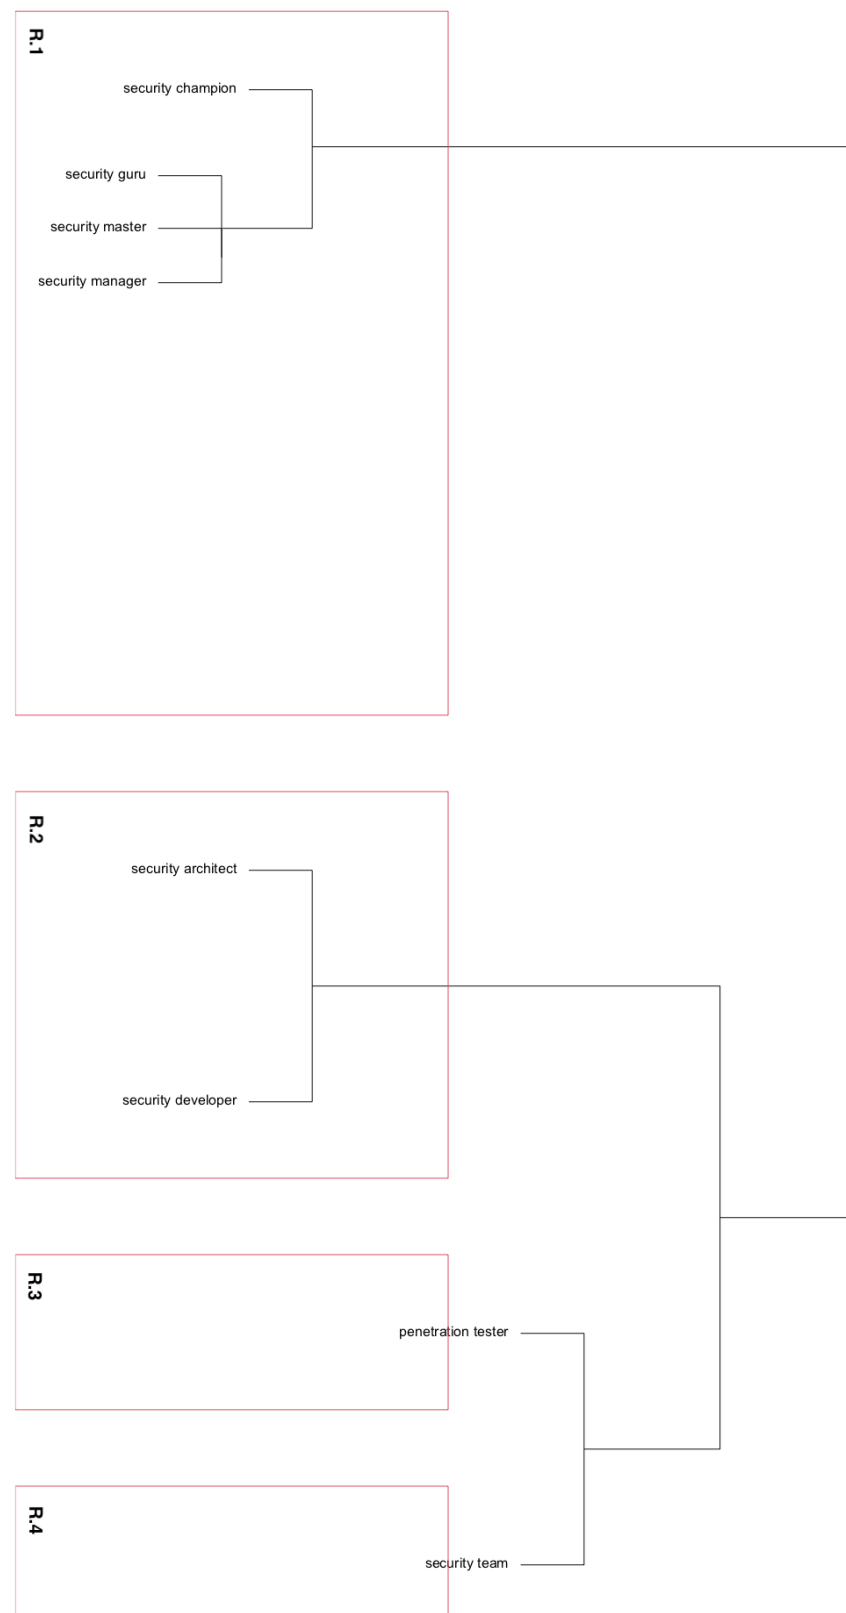 R.1
security champion
security guru
security master
security manager
R.2
security architect
security developer
R.3
penetration tester
R.4
security team